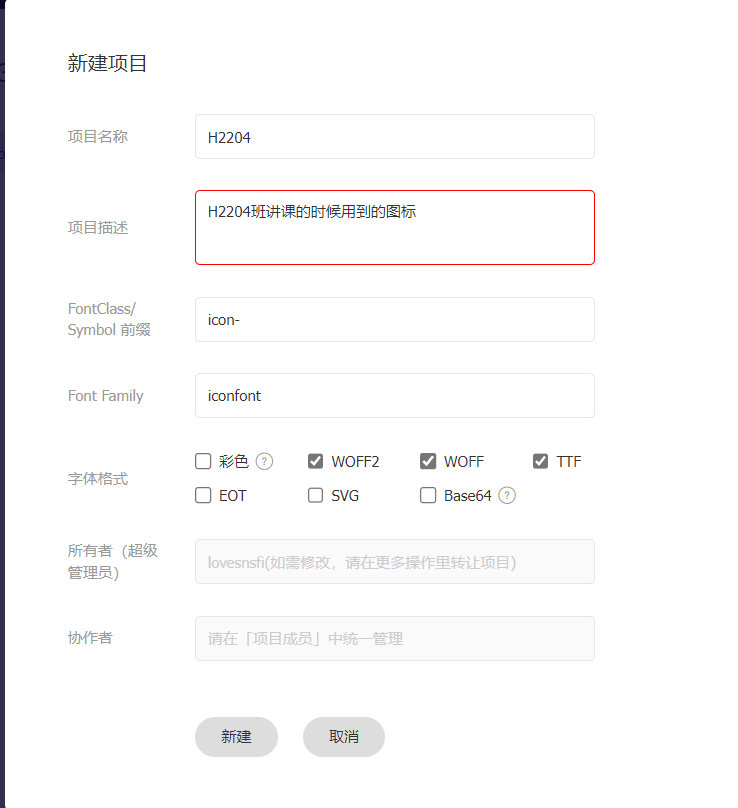 新建项目
项目名称
H2204
项目描述
H2204班讲课的时候用到的图标
FontClass/
Symbol 前缀
icon-
Font Family
iconfont
字体格式
彩色 ? WOFF2 WOFF TTF
EOT SVG Base64 ?
所有者（超级
管理员）
lovesnsfi(如需修改，请在更多操作里转让项目)
协作者
请在「项目成员」中统一管理
新建 取消